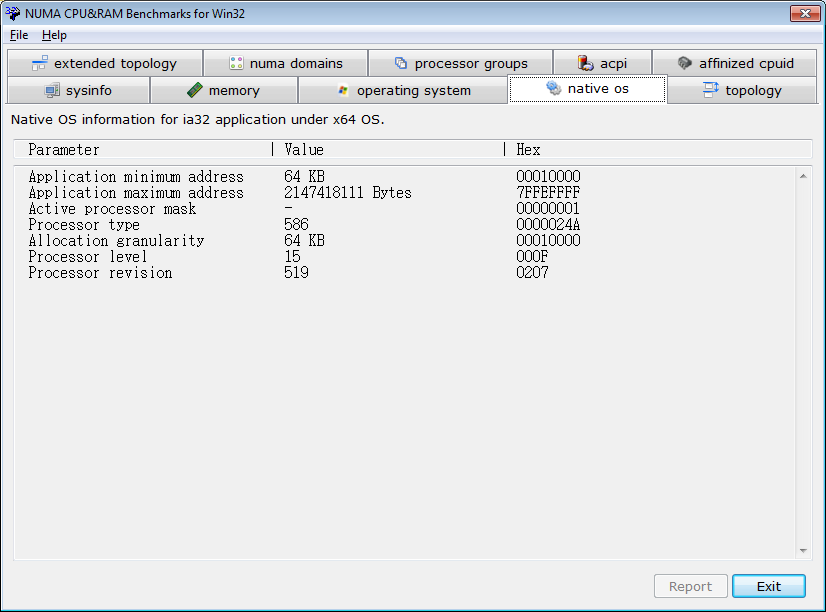 NUMA CPU&RAM Benchmarks for Win32
File Help
extended topology numa domains processor groups acpi affinized cpuid
sysinfo memory operating system native os topology
Native OS information for ia32 application under x64 OS.
Parameter | Value | Hex
Application minimum address 64 KB 00010000
Application maximum address 2147418111 Bytes 7FFEFFFF
Active processor mask - 00000001
Processor type 586 0000024A
Allocation granularity 64 KB 00010000
Processor level 15 000F
Processor revision 519 0207
Report Exit